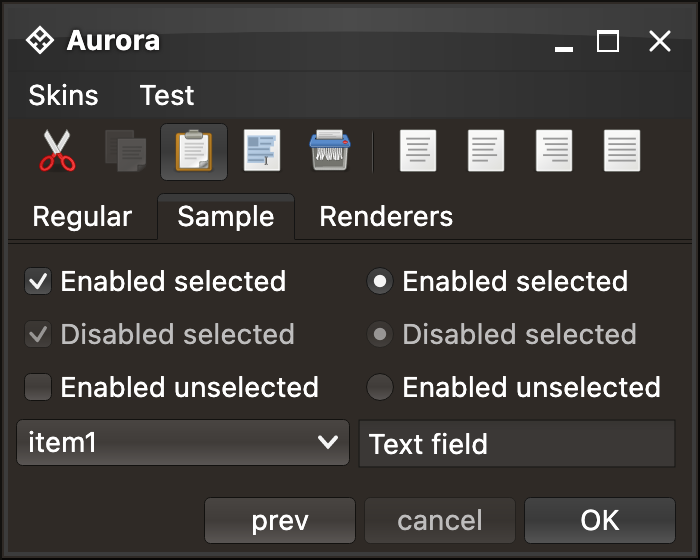 Aurora
Skins Test
Regular Sample Renderers
Enabled selected Enabled selected
Disabled selected Disabled selected
Enabled unselected Enabled unselected
item1 Text field
prev cancel OK